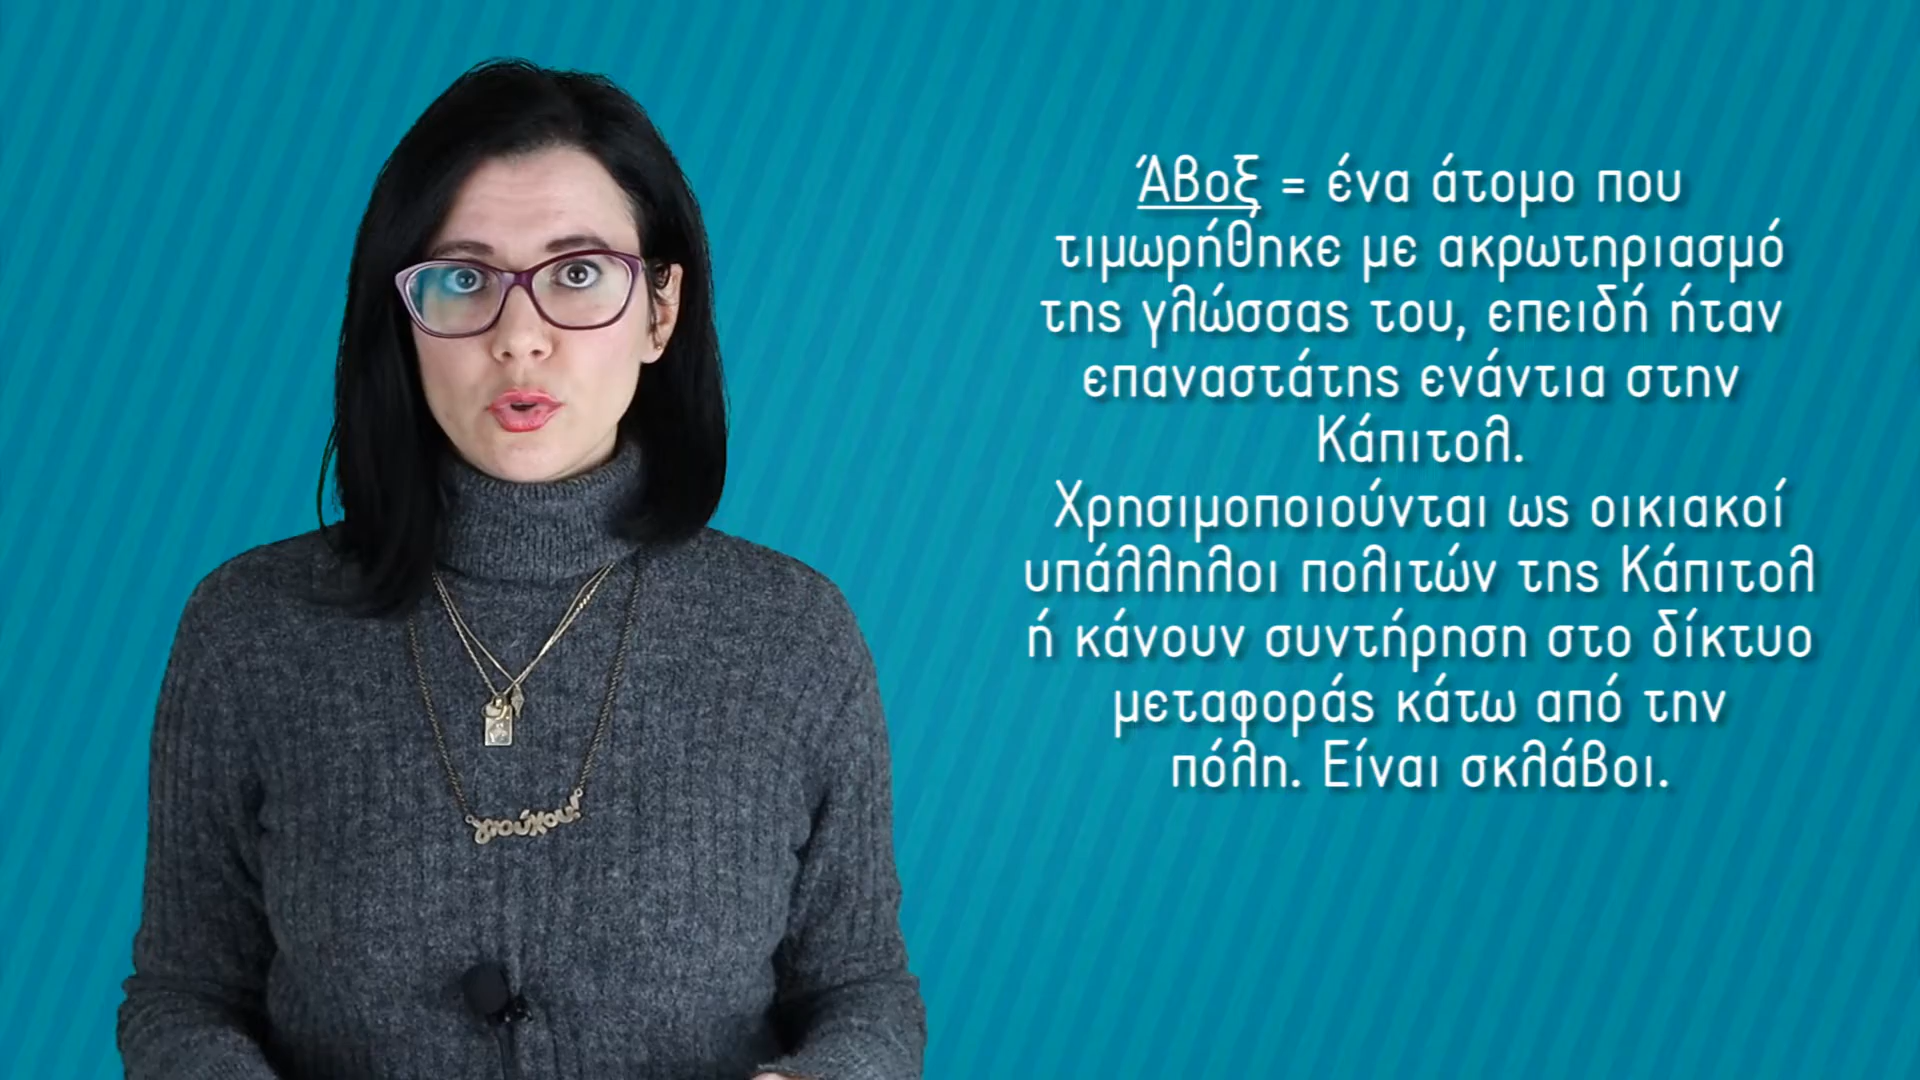 Άβοξ = ένα άτομο που
τιμωρήθηκε με ακρωτηριασμό
της γλώσσας του, επειδή ήταν
επαναστάτης ενάντια στην
Κάπιτολ.
Χρησιμοποιούνται ως οικιακοί
υπάλληλοι πολιτών της Κάπιτολ
ή κάνουν συντήρηση στο δίκτυο
μεταφοράς κάτω από την
πόλη. Είναι σκλάβοι.
γιούχου!